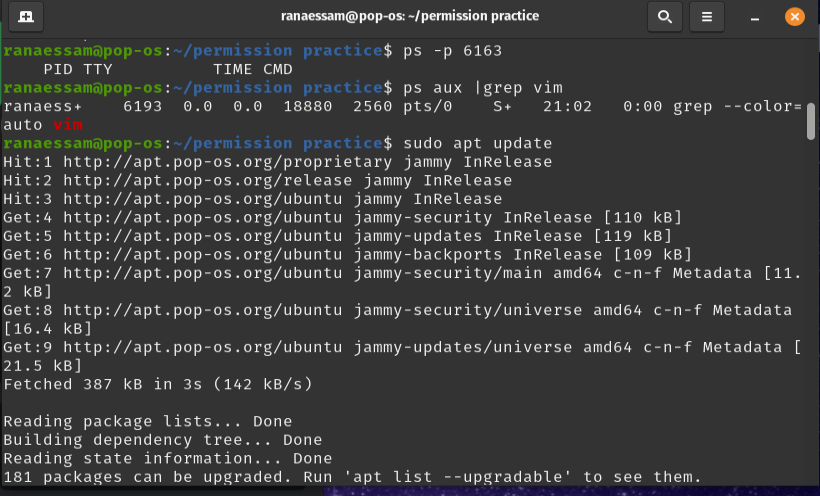 ranaessam@pop-os: ~/permission practice
ranaessam@pop-os:~/permission practice$ ps -p 6163
    PID TTY          TIME CMD
ranaessam@pop-os:~/permission practice$ ps aux |grep vim
ranaess+    6193  0.0  0.0  18880  2560 pts/0    S+   21:02   0:00 grep --color=
auto vim
ranaessam@pop-os:~/permission practice$ sudo apt update
Hit:1 http://apt.pop-os.org/proprietary jammy InRelease
Hit:2 http://apt.pop-os.org/release jammy InRelease
Hit:3 http://apt.pop-os.org/ubuntu jammy InRelease
Get:4 http://apt.pop-os.org/ubuntu jammy-security InRelease [110 kB]
Get:5 http://apt.pop-os.org/ubuntu jammy-updates InRelease [119 kB]
Get:6 http://apt.pop-os.org/ubuntu jammy-backports InRelease [109 kB]
Get:7 http://apt.pop-os.org/ubuntu jammy-security/main amd64 c-n-f Metadata [11.
2 kB]
Get:8 http://apt.pop-os.org/ubuntu jammy-security/universe amd64 c-n-f Metadata
[16.4 kB]
Get:9 http://apt.pop-os.org/ubuntu jammy-updates/universe amd64 c-n-f Metadata [
21.5 kB]
Fetched 387 kB in 3s (142 kB/s)
Reading package lists... Done
Building dependency tree... Done
Reading state information... Done
181 packages can be upgraded. Run 'apt list --upgradable' to see them.